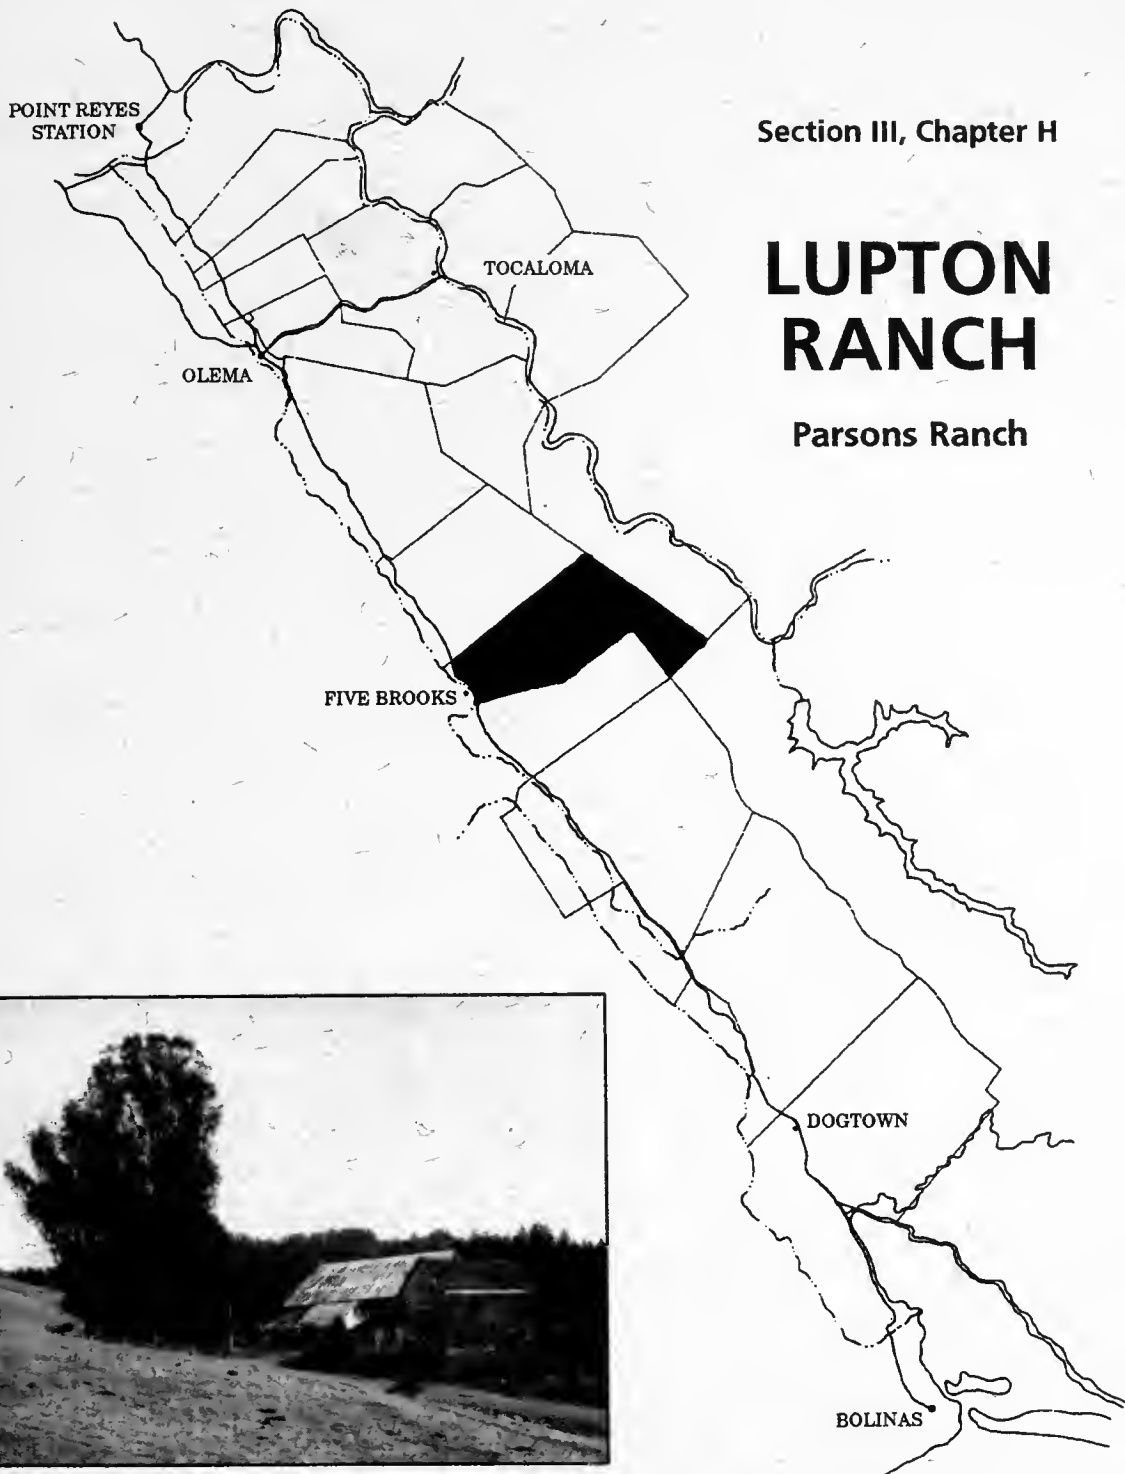 Section III, Chapter H
LUPTON
RANCH
Parsons Ranch
POINT REYES
STATION
TOCALOMA
OLEMA
FIVE BROOKS
DOGTOWN
BOLINAS